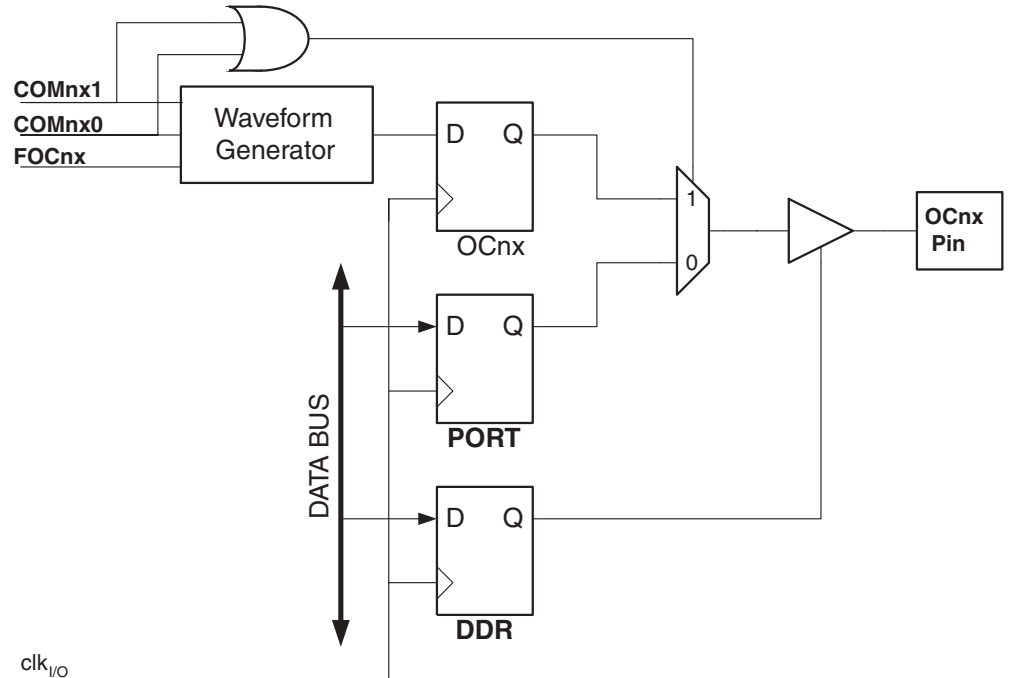 COMnx1
COMnx0
FOCnx
Waveform
Generator
D Q
OCnx
1
0
OCnx
Pin
D Q
PORT
DATA BUS
D Q
DDR
clkI/O